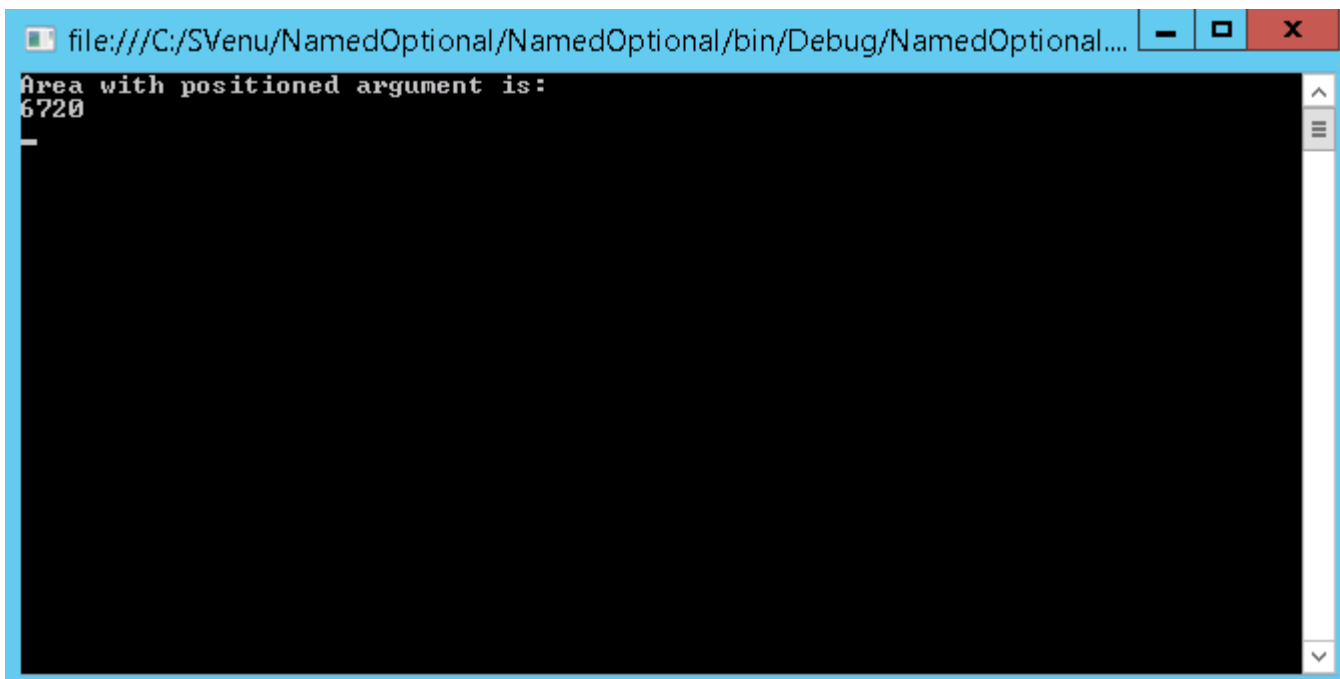 file:///C:/SVenu/NamedOptional/NamedOptional/bin/Debug/NamedOptional....
Area with positioned argument is:
6720